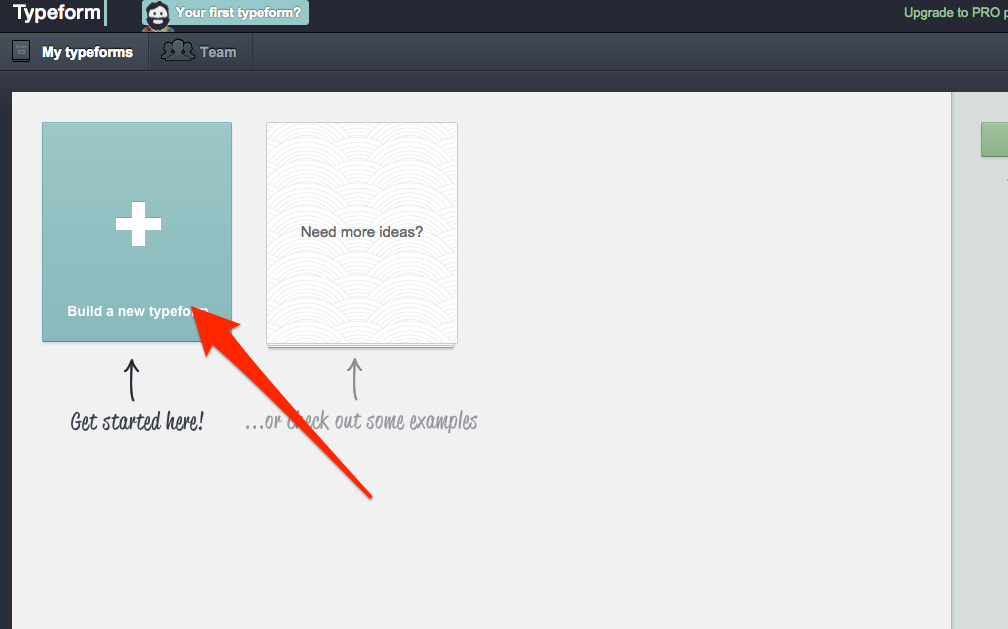 Typeform
Your first typeform?
Upgrade to PRO
My typeforms
Team
Need more ideas?
Build a new typeform
Get started here!
...or check out some examples